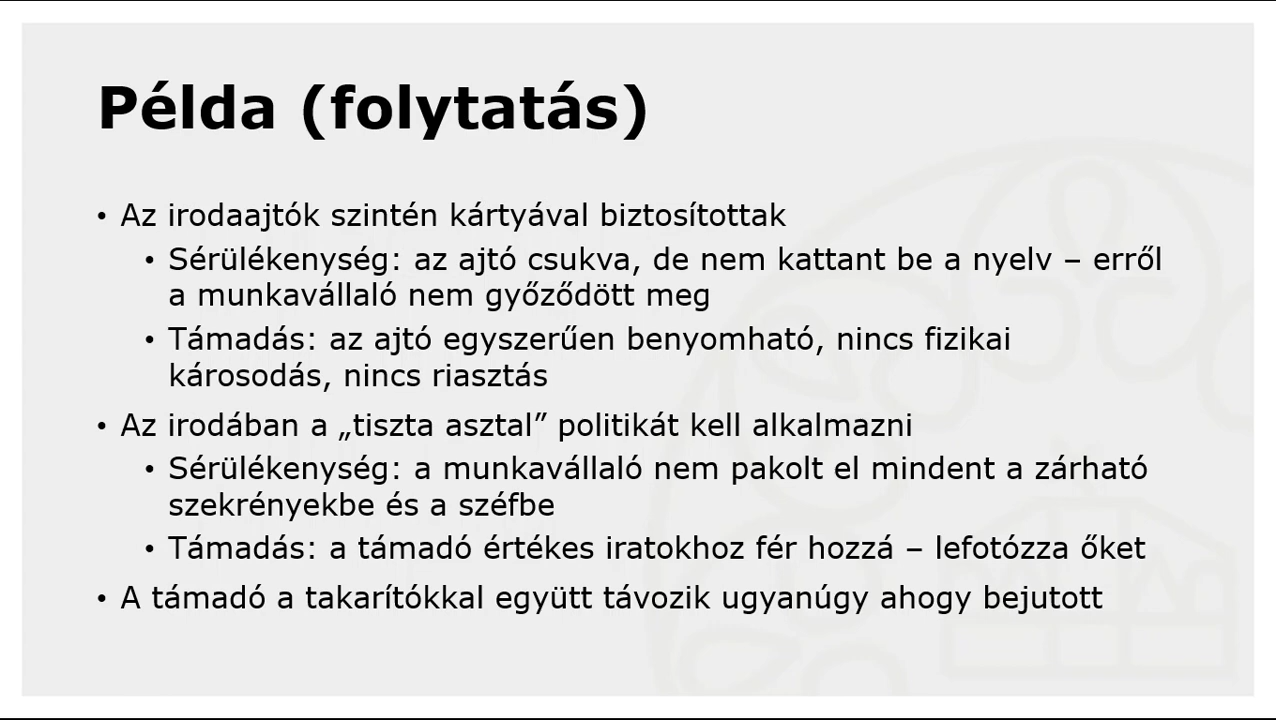 Példa (folytatás)
• Az irodaajtók szintén kártyával biztosítottak
• Sérülékenység: az ajtó csukva, de nem kattant be a nyelv – erről
a munkavállaló nem győződött meg
• Támadás: az ajtó egyszerűen benyomható, nincs fizikai
károsodás, nincs riasztás
• Az irodában a „tiszta asztal” politikát kell alkalmazni
• Sérülékenység: a munkavállaló nem pakolt el mindent a zárható
szekrényekbe és a széfbe
• Támadás: a támadó értékes iratokhoz fér hozzá – lefotózza őket
• A támadó a takarítókkal együtt távozik ugyanúgy ahogy bejutott